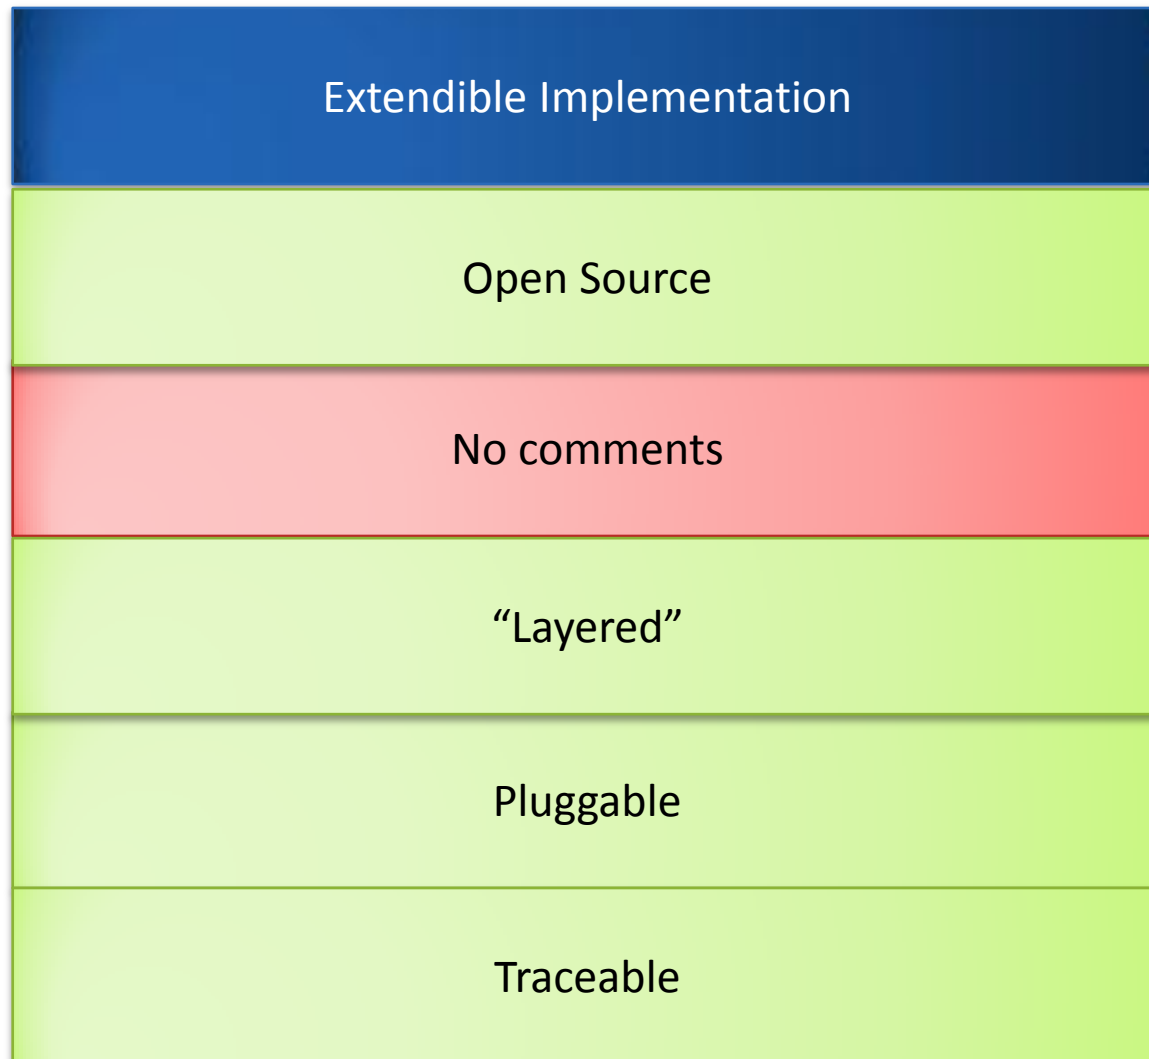 Extendible Implementation
Open Source
No comments
“Layered”
Pluggable
Traceable